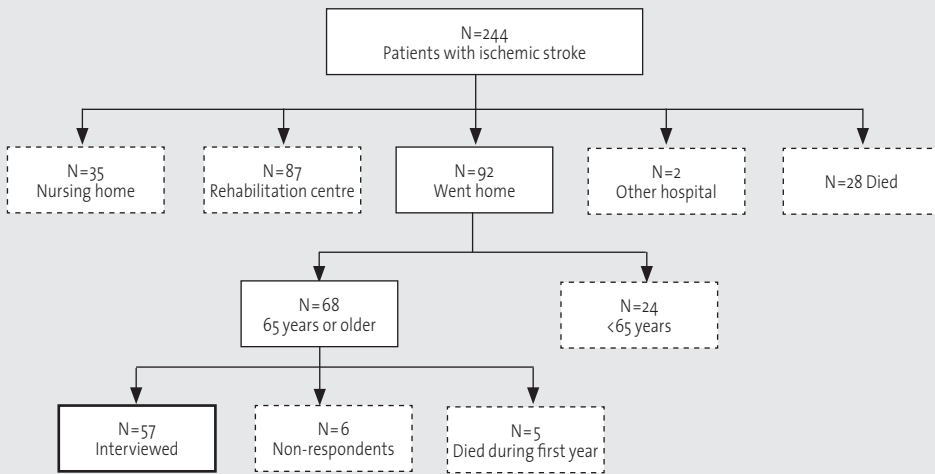 N=244
Patients with ischemic stroke
N=35
Nursing home
N=87
Rehabilitation centre
N=92
Went home
N=2
Other hospital
N=28 Died
N=68
65 years or older
N=24
<65 years
N=57
Interviewed
N=6
Non-respondents
N=5
Died during first year